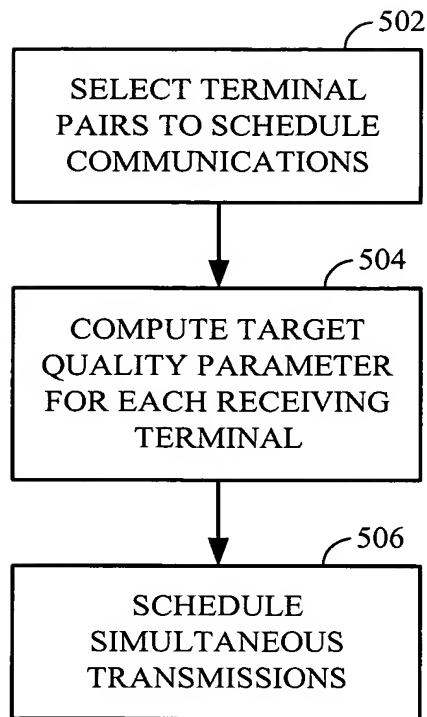 502
SELECT TERMINAL
PAIRS TO SCHEDULE
COMMUNICATIONS
504
COMPUTE TARGET
QUALITY PARAMETER
FOR EACH RECEIVING
TERMINAL
506
SCHEDULE
SIMULTANEOUS
TRANSMISSIONS